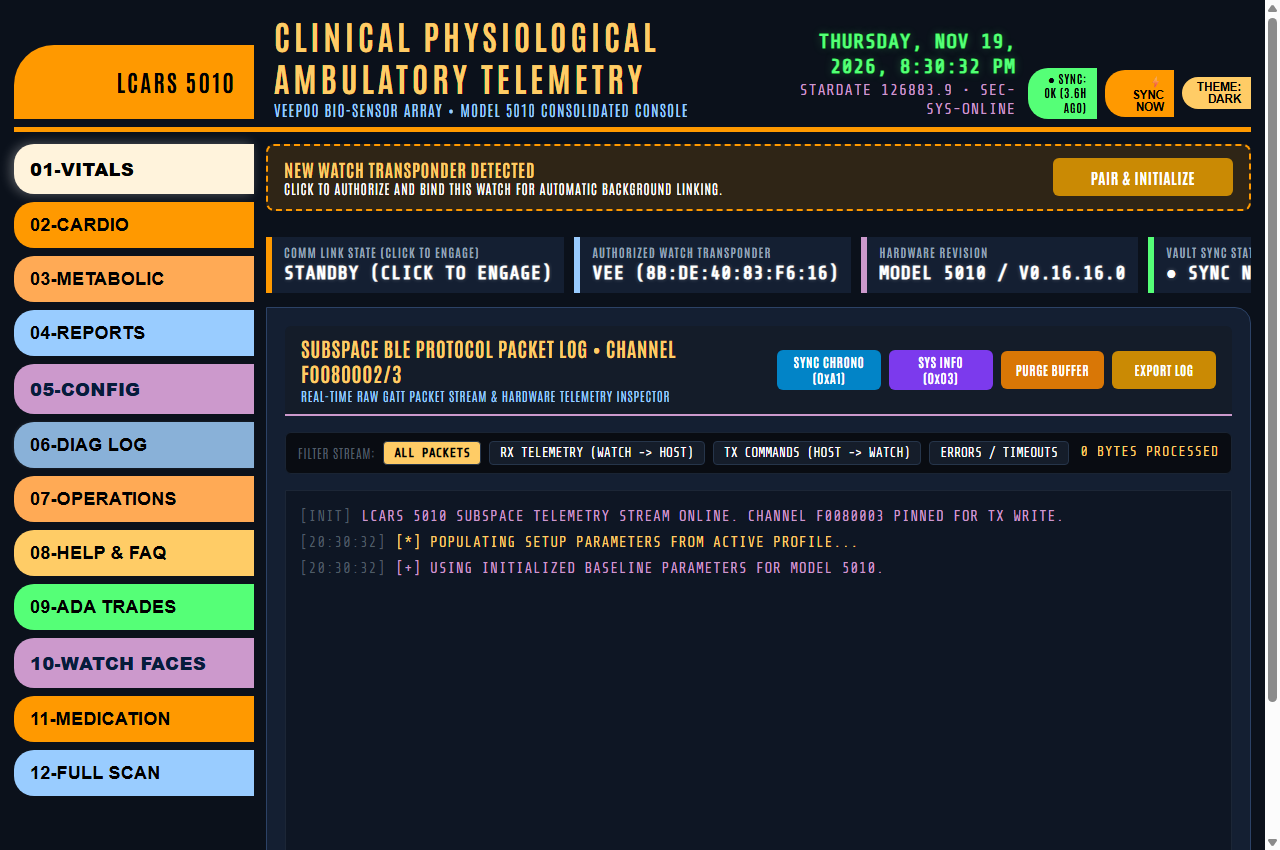 LCARS 5010
CLINICAL PHYSIOLOGICAL
AMBULATORY TELEMETRY
VEEPOO BIO-SENSOR ARRAY • MODEL 5010 CONSOLIDATED CONSOLE
THURSDAY, NOV 19,
2026, 8:30:32 PM
STARDATE 126883.9 · SEC-
SYS-ONLINE
● SYNC:
OK (3.6H
AGO)
SYNC
NOW
THEME:
DARK
01-VITALS
02-CARDIO
03-METABOLIC
04-REPORTS
05-CONFIG
06-DIAG LOG
07-OPERATIONS
08-HELP & FAQ
09-ADA TRADES
10-WATCH FACES
11-MEDICATION
12-FULL SCAN
NEW WATCH TRANSPONDER DETECTED
CLICK TO AUTHORIZE AND BIND THIS WATCH FOR AUTOMATIC BACKGROUND LINKING.
PAIR & INITIALIZE
COMM LINK STATE (CLICK TO ENGAGE)
STANDBY (CLICK TO ENGAGE)
AUTHORIZED WATCH TRANSPONDER
VEE (8B:DE:40:83:F6:16)
HARDWARE REVISION
MODEL 5010 / V0.16.16.0
VAULT SYNC STAT
● SYNC N
SUBSPACE BLE PROTOCOL PACKET LOG • CHANNEL
F0080002/3
REAL-TIME RAW GATT PACKET STREAM & HARDWARE TELEMETRY INSPECTOR
SYNC CHRONO
(0xA1)
SYS INFO
(0x03)
PURGE BUFFER
EXPORT LOG
FILTER STREAM:
ALL PACKETS
RX TELEMETRY (WATCH -> HOST)
TX COMMANDS (HOST -> WATCH)
ERRORS / TIMEOUTS
0 BYTES PROCESSED
[INIT] LCARS 5010 SUBSPACE TELEMETRY STREAM ONLINE. CHANNEL F0080003 PINNED FOR TX WRITE.
[20:30:32] [*] POPULATING SETUP PARAMETERS FROM ACTIVE PROFILE...
[20:30:32] [+] USING INITIALIZED BASELINE PARAMETERS FOR MODEL 5010.